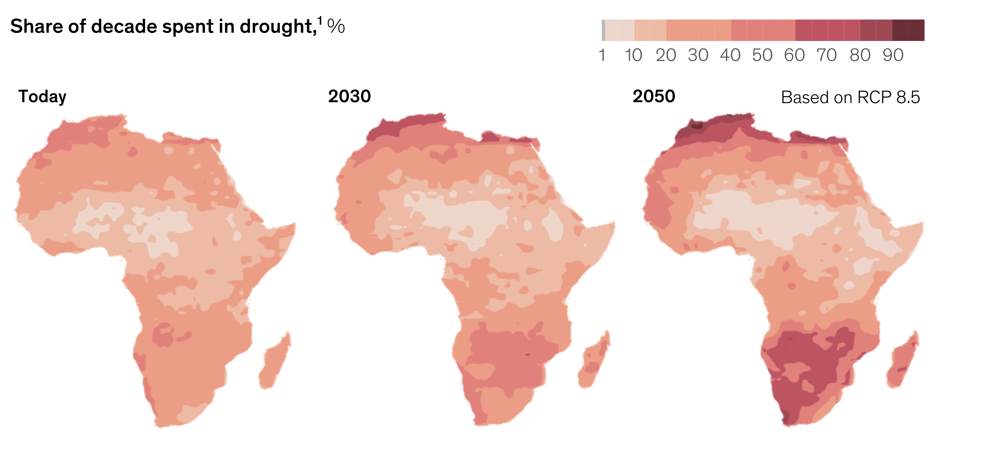 Share of decade spent in drought,¹ %
1 10 20 30 40 50 60 70 80 90
Today
2030
2050
Based on RCP 8.5